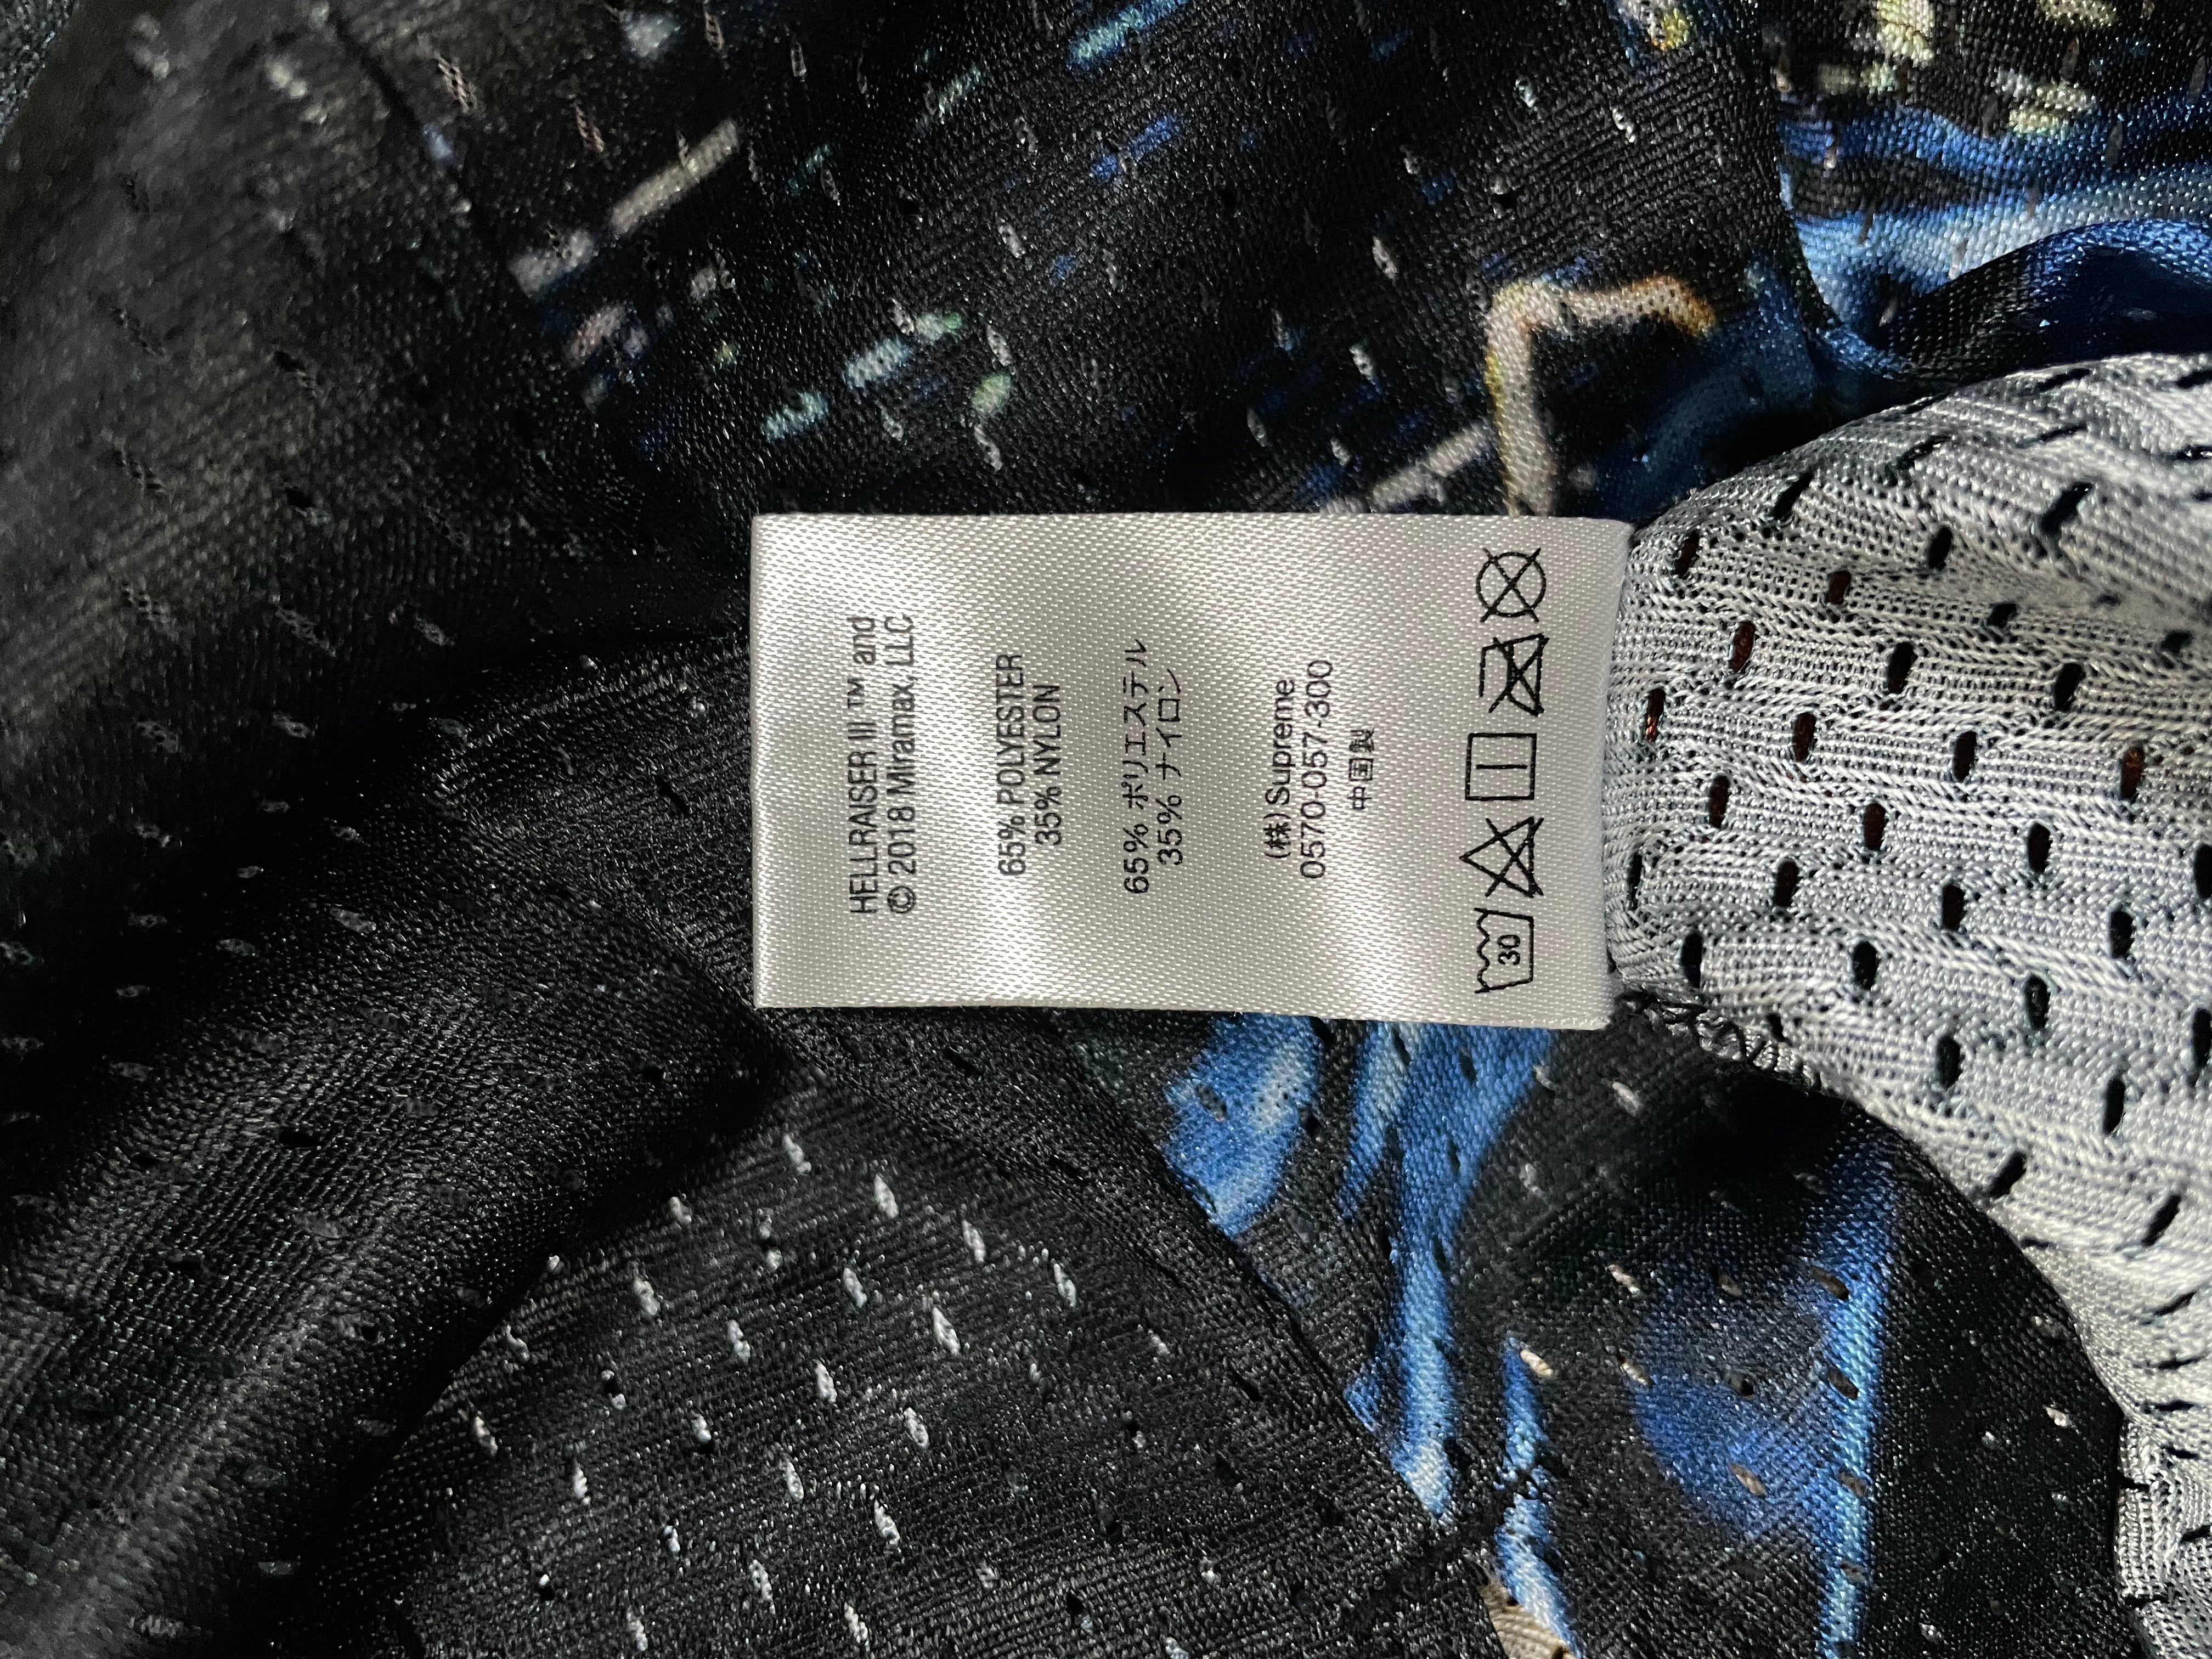 HELLRAISER III ™ and
© 2018 Miramax, LLC
65% POLYESTER
35% NYLON
65% ポリエステル
35% ナイロン
(株)Supreme
0570-057-300
中国製
30